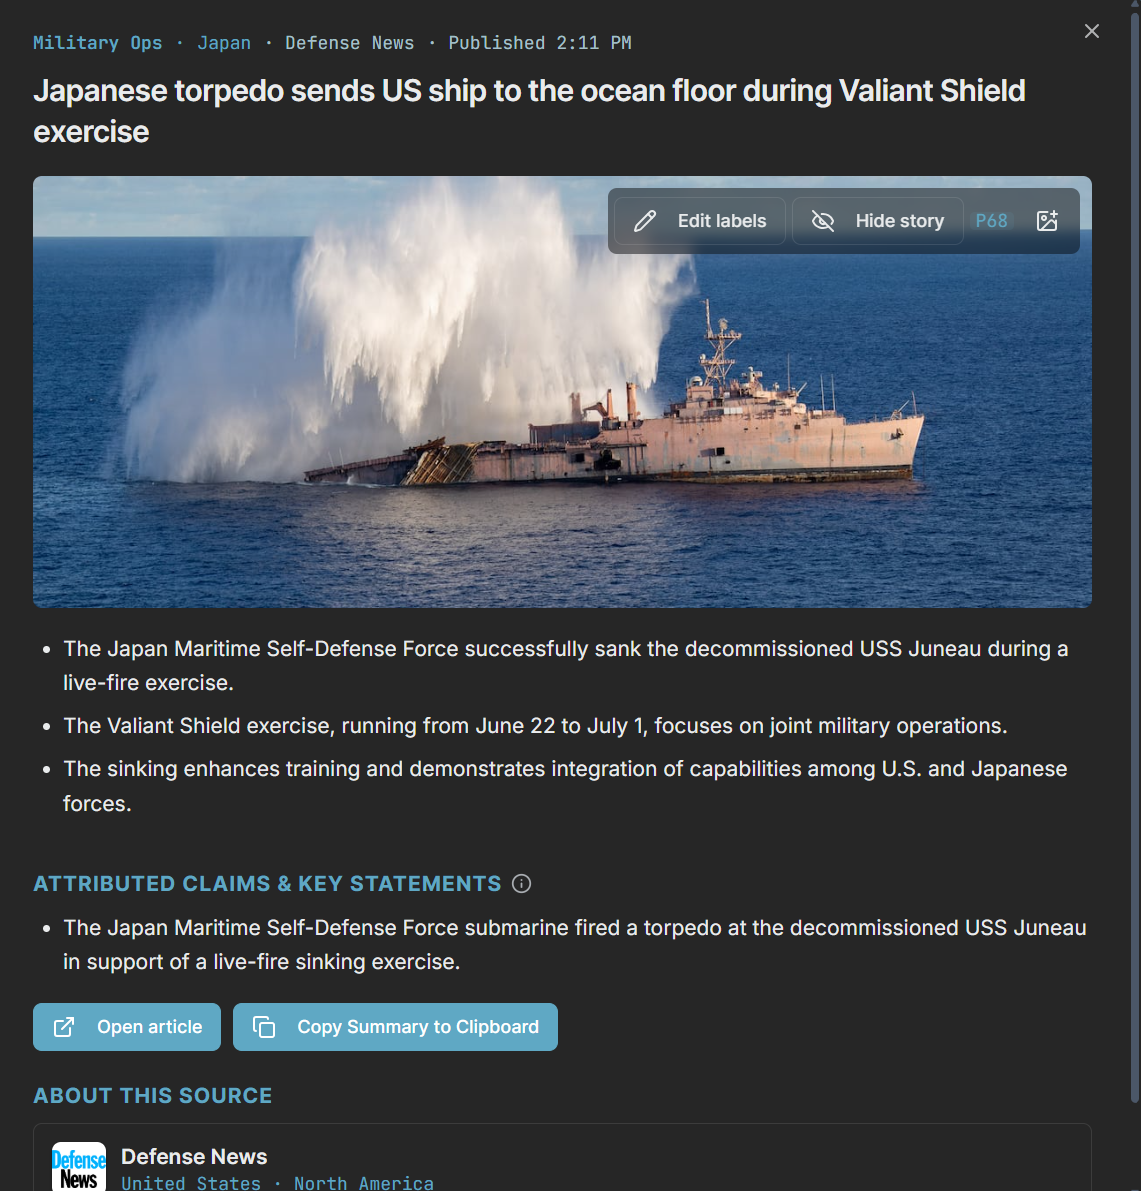 Military Ops · Japan · Defense News · Published 2:11 PM
Japanese torpedo sends US ship to the ocean floor during Valiant Shield
exercise
Edit labels
Hide story
P68
• The Japan Maritime Self-Defense Force successfully sank the decommissioned USS Juneau during a
live-fire exercise.
• The Valiant Shield exercise, running from June 22 to July 1, focuses on joint military operations.
• The sinking enhances training and demonstrates integration of capabilities among U.S. and Japanese
forces.
ATTRIBUTED CLAIMS & KEY STATEMENTS
• The Japan Maritime Self-Defense Force submarine fired a torpedo at the decommissioned USS Juneau
in support of a live-fire sinking exercise.
Open article
Copy Summary to Clipboard
ABOUT THIS SOURCE
Defense
News
Defense News
United States · North America